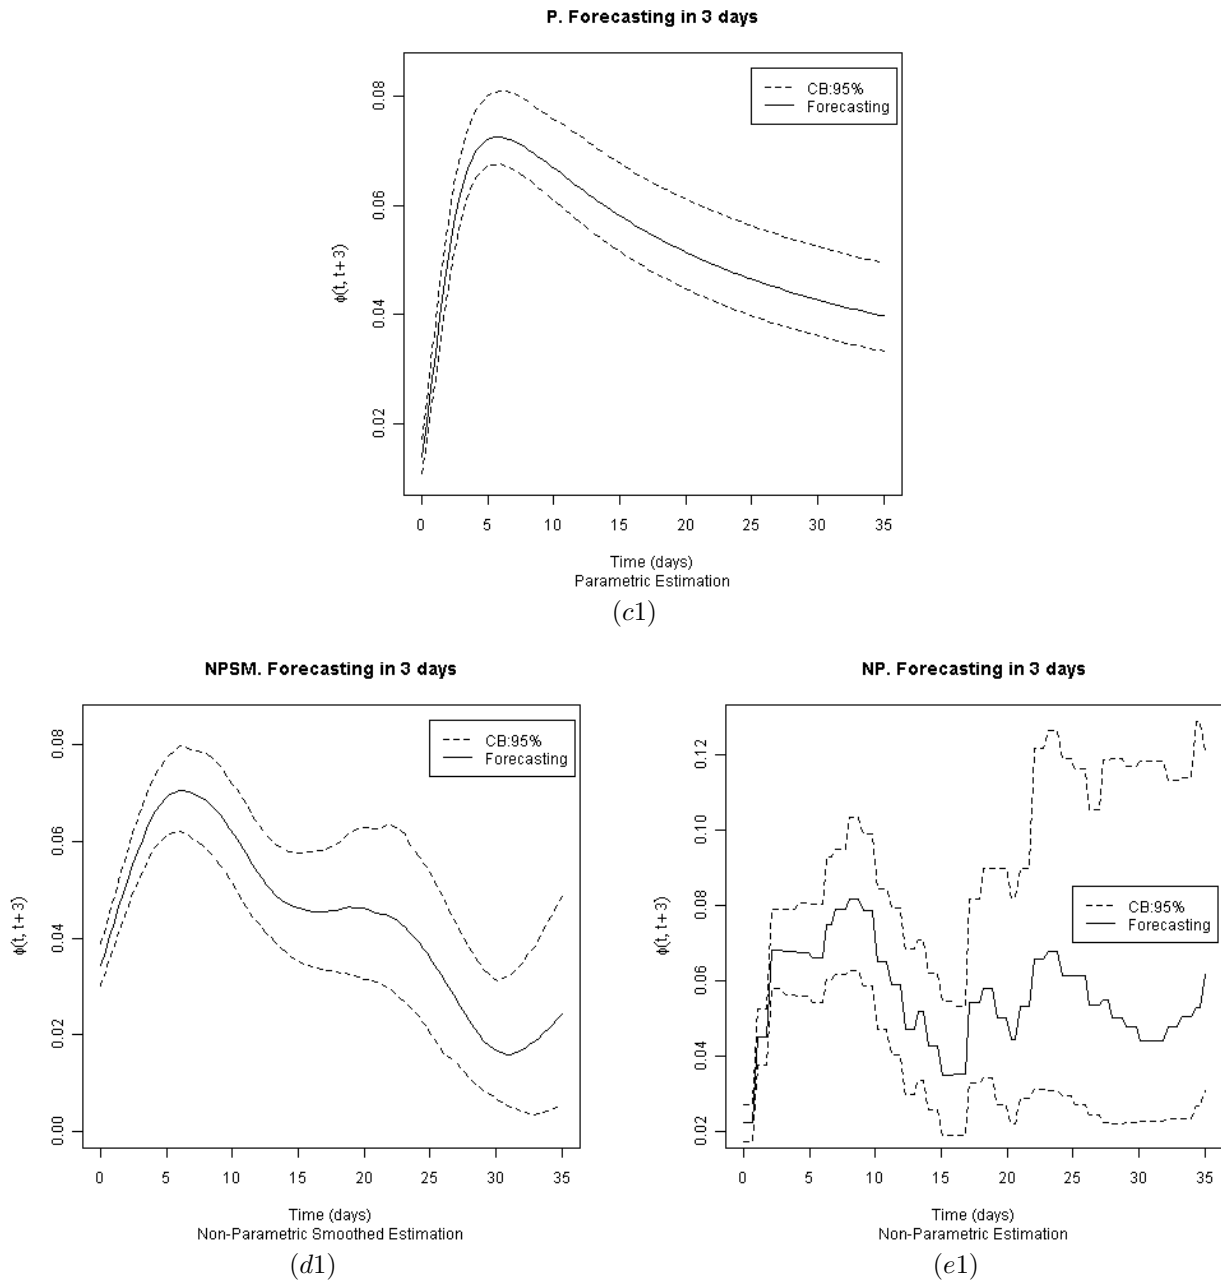 P. Forecasting in 3 days
CB:95%
Forecasting
0.08
0.06
0.04
0.02
ϕ(t, t + 3)
0 5 10 15 20 25 30 35
Time (days)
Parametric Estimation
(c1)
NPSM. Forecasting in 3 days
CB:95%
Forecasting
0.08
0.06
0.04
0.02
0.00
ϕ(t, t + 3)
0 5 10 15 20 25 30 35
Time (days)
Non-Parametric Smoothed Estimation
(d1)
NP. Forecasting in 3 days
CB:95%
Forecasting
0.12
0.10
0.08
0.06
0.04
0.02
ϕ(t, t + 3)
0 5 10 15 20 25 30 35
Time (days)
Non-Parametric Estimation
(e1)